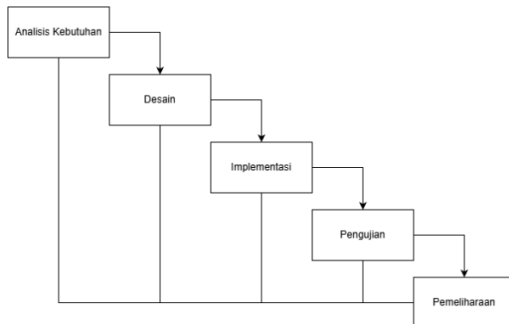 Analisis Kebutuhan
Desain
Implementasi
Pengujian
Pemeliharaan